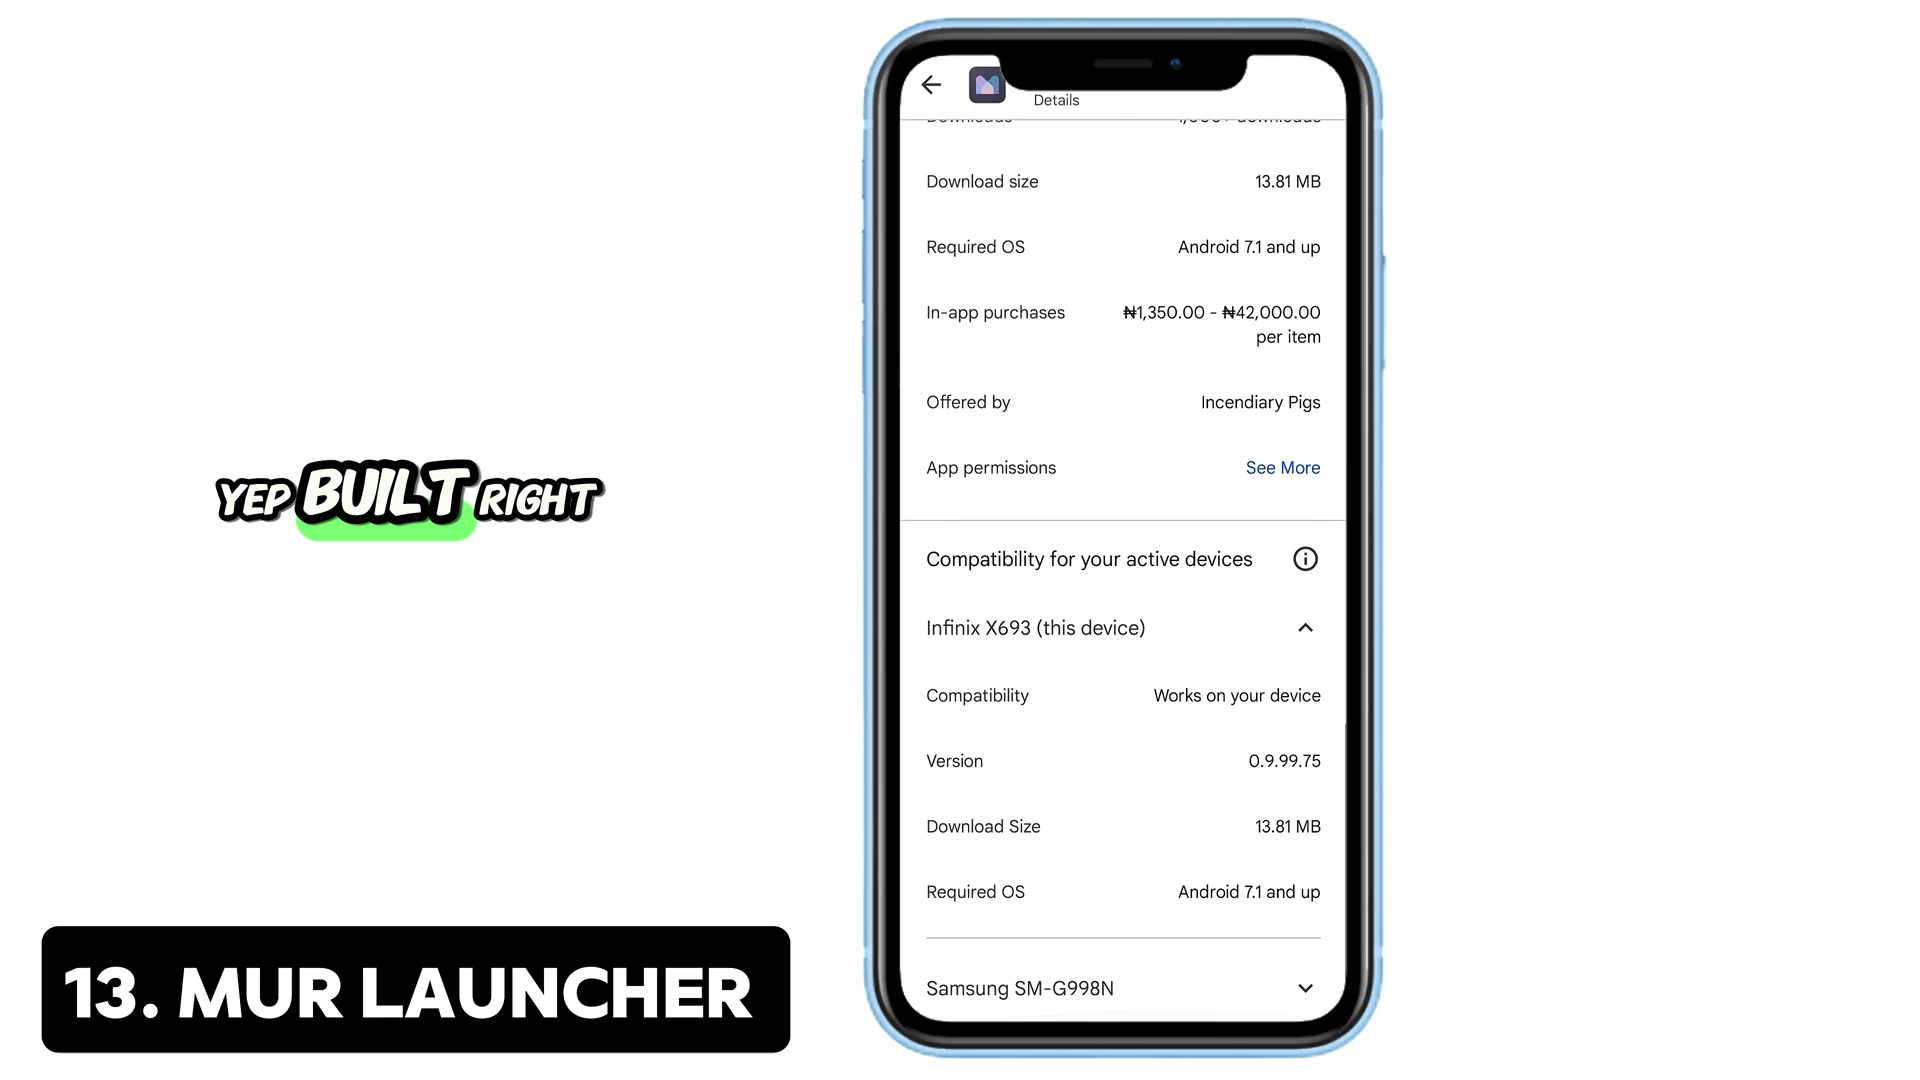 Details
Download size 13.81 MB
Required OS Android 7.1 and up
In-app purchases ₦1,350.00 - ₦42,000.00
per item
Offered by Incendiary Pigs
App permissions See More
Compatibility for your active devices
Infinix X693 (this device)
Compatibility Works on your device
Version 0.9.99.75
Download Size 13.81 MB
Required OS Android 7.1 and up
Samsung SM-G998N
YEP BUILT RIGHT
13. MUR LAUNCHER